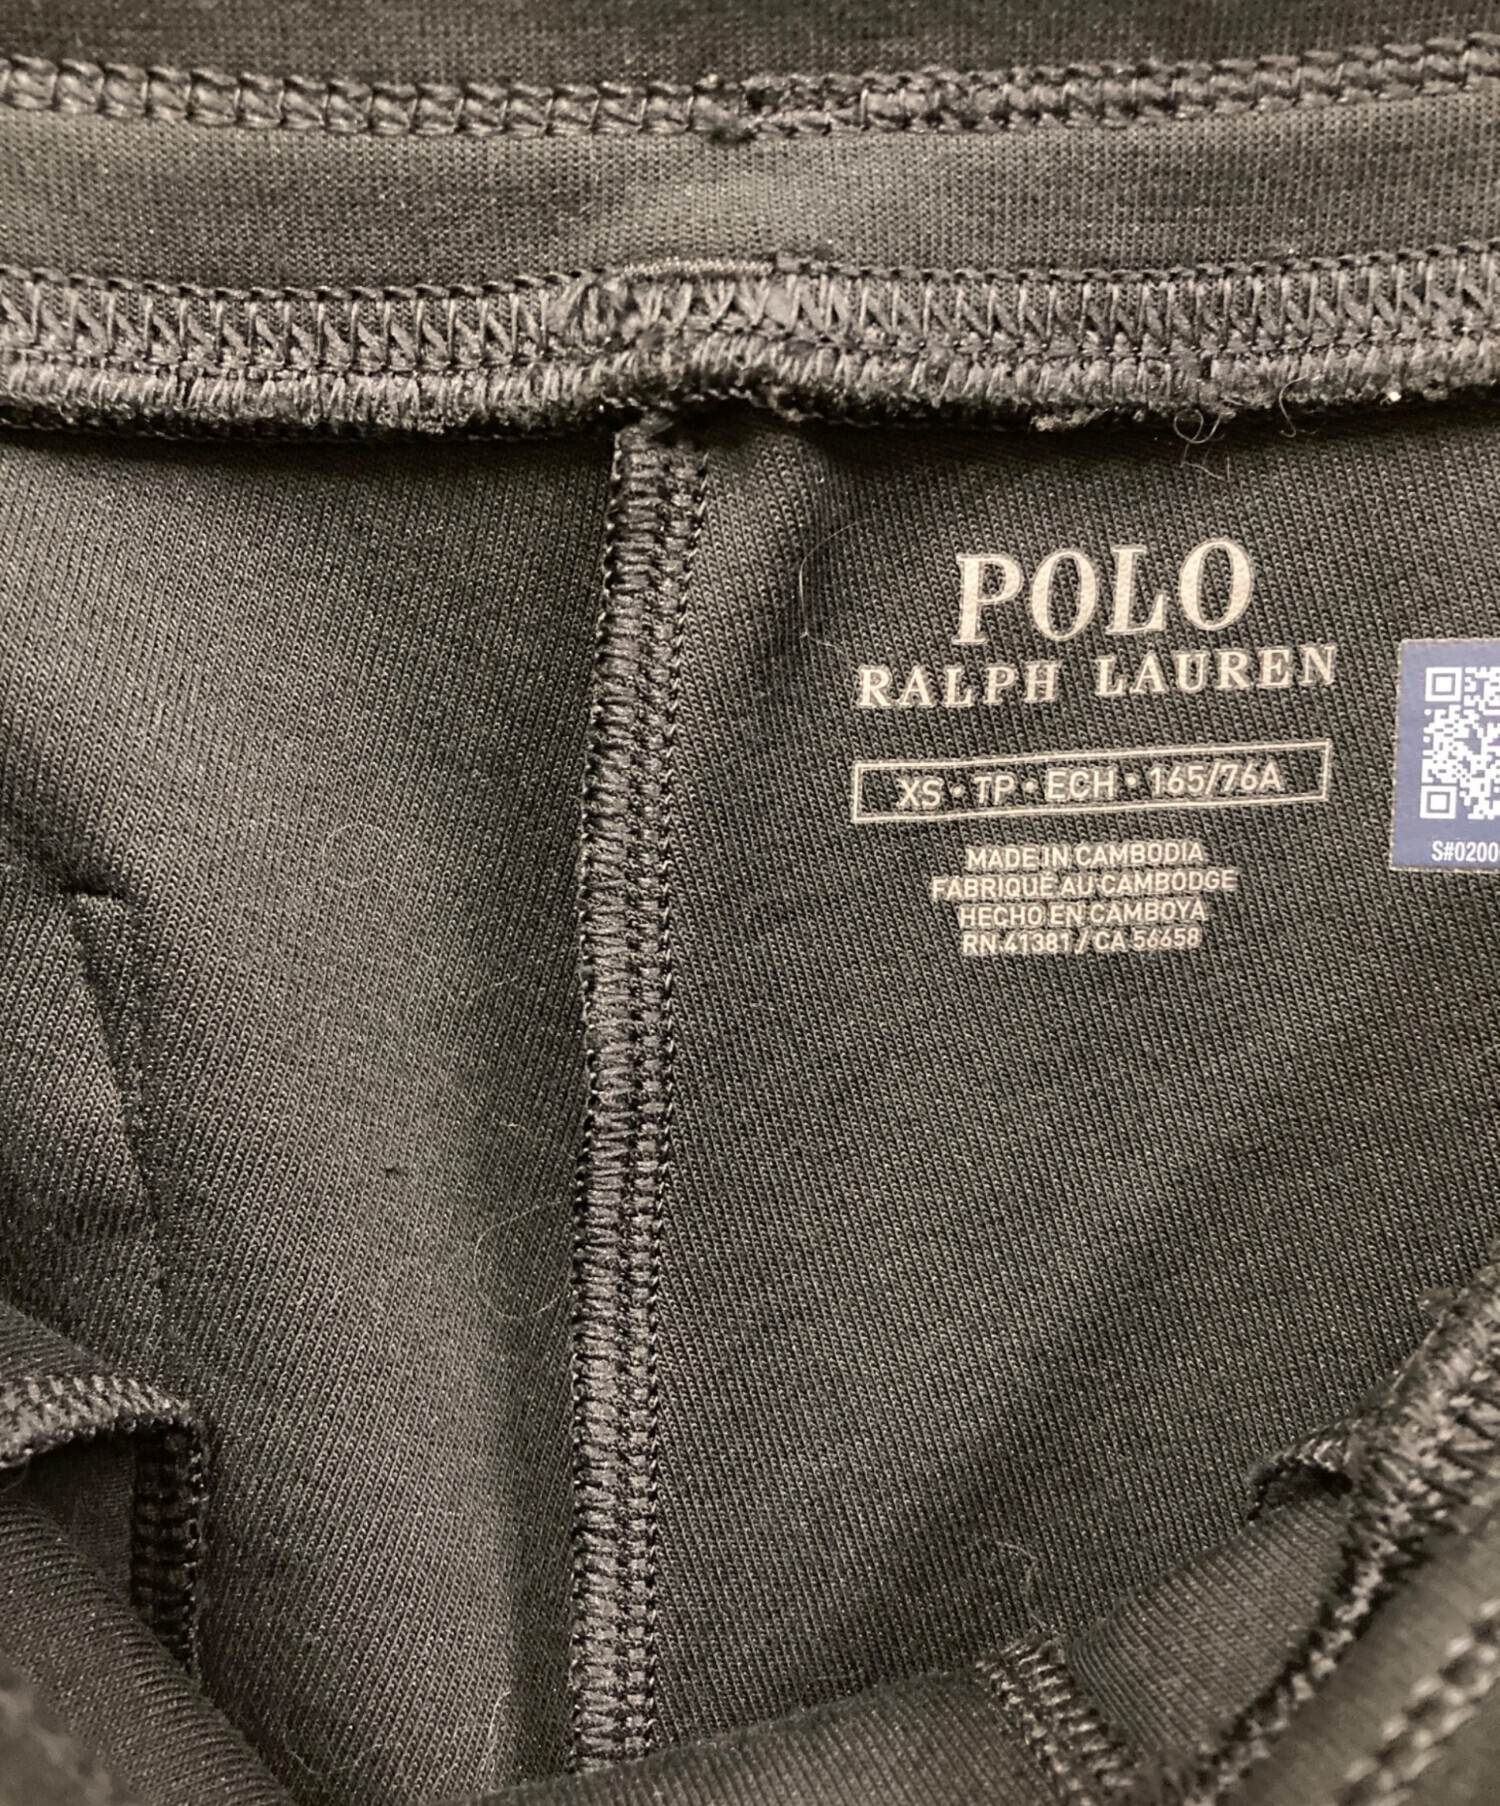 POLO
RALPH LAUREN
XS • TP • ECH • 165/76A
MADE IN CAMBODIA
FABRIQUÉ AU CAMBODGE
HECHO EN CAMBOYA
RN 41381 / CA 56658
S#0200